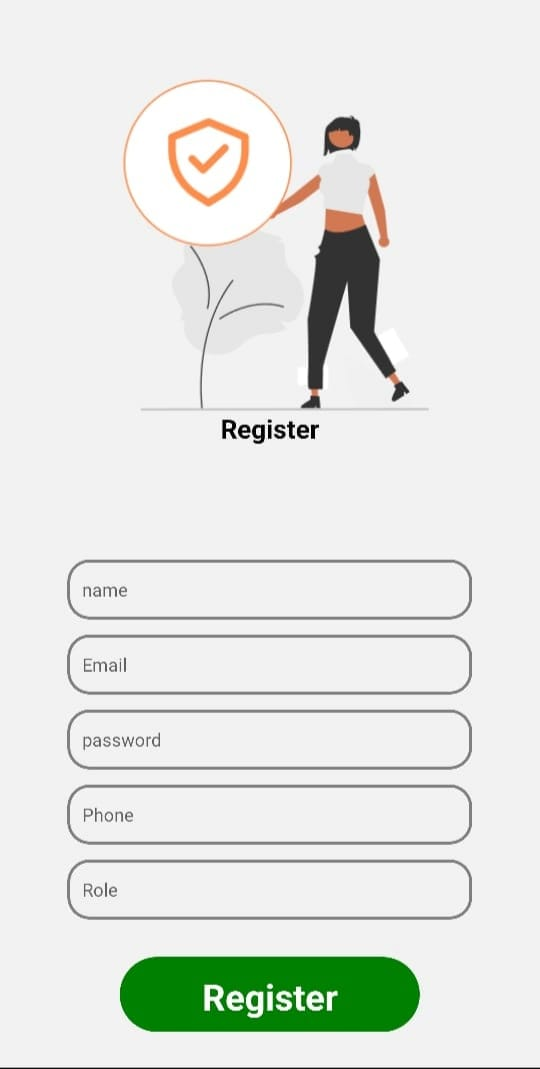 Register
name
Email
password
Phone
Role
Register